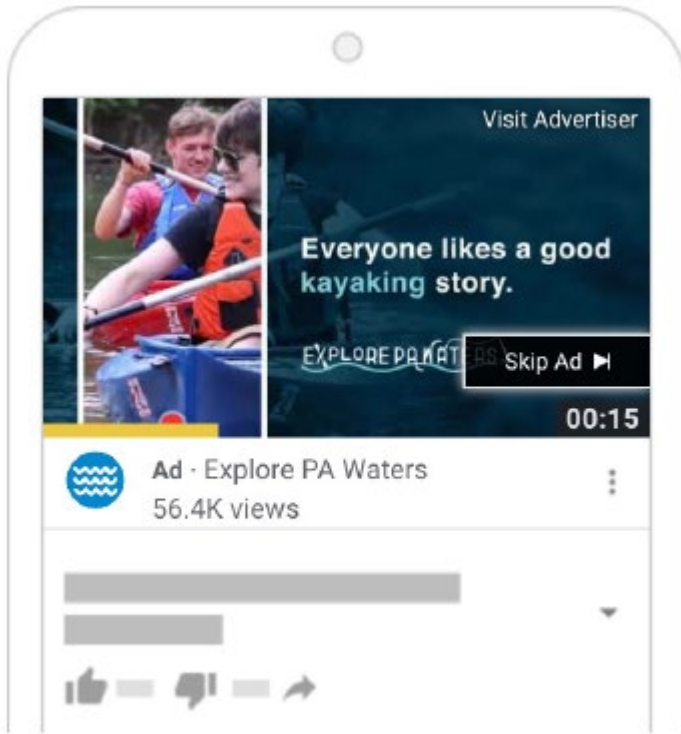 Visit Advertiser
Everyone likes a good
kayaking story.
EXPLORE PA WATERS
Skip Ad
00:15
Ad · Explore PA Waters
56.4K views